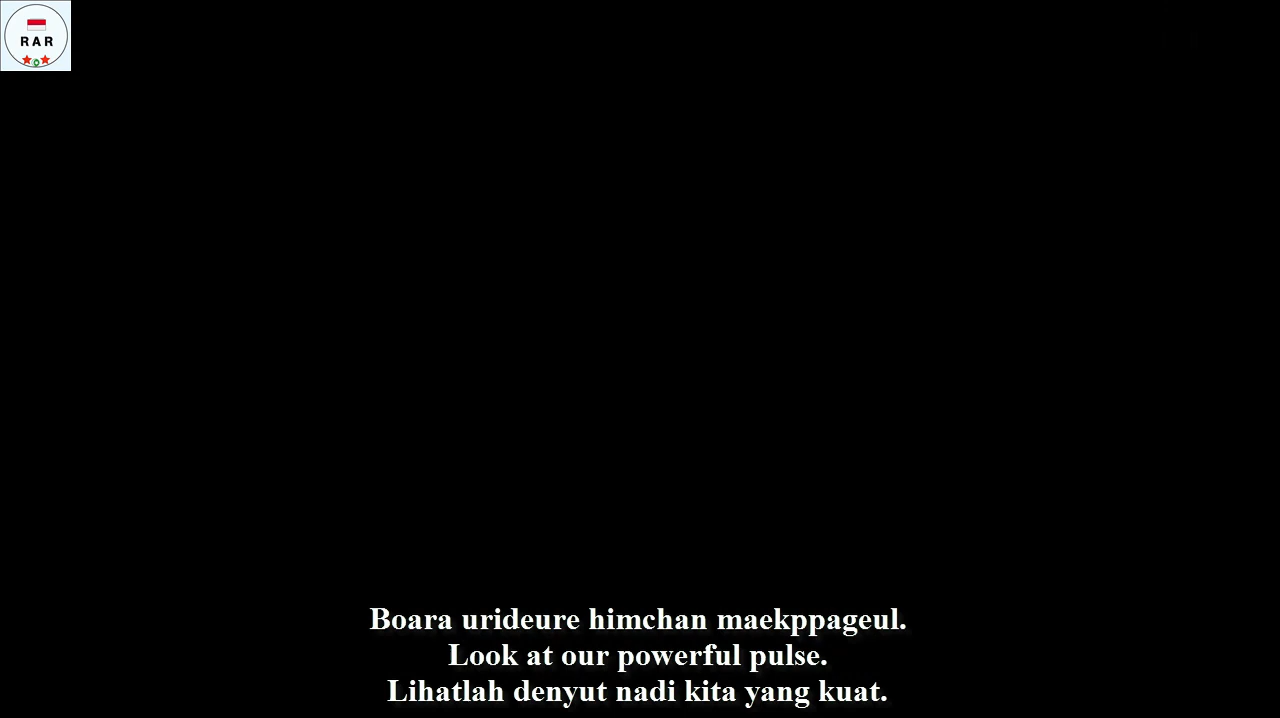 RAR
Boara urideure himchan maekppageul.
Look at our powerful pulse.
Lihatlah denyut nadi kita yang kuat.